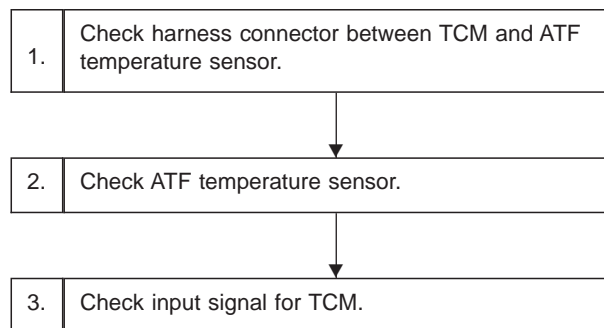 1. Check harness connector between TCM and ATF
temperature sensor.
2. Check ATF temperature sensor.
3. Check input signal for TCM.